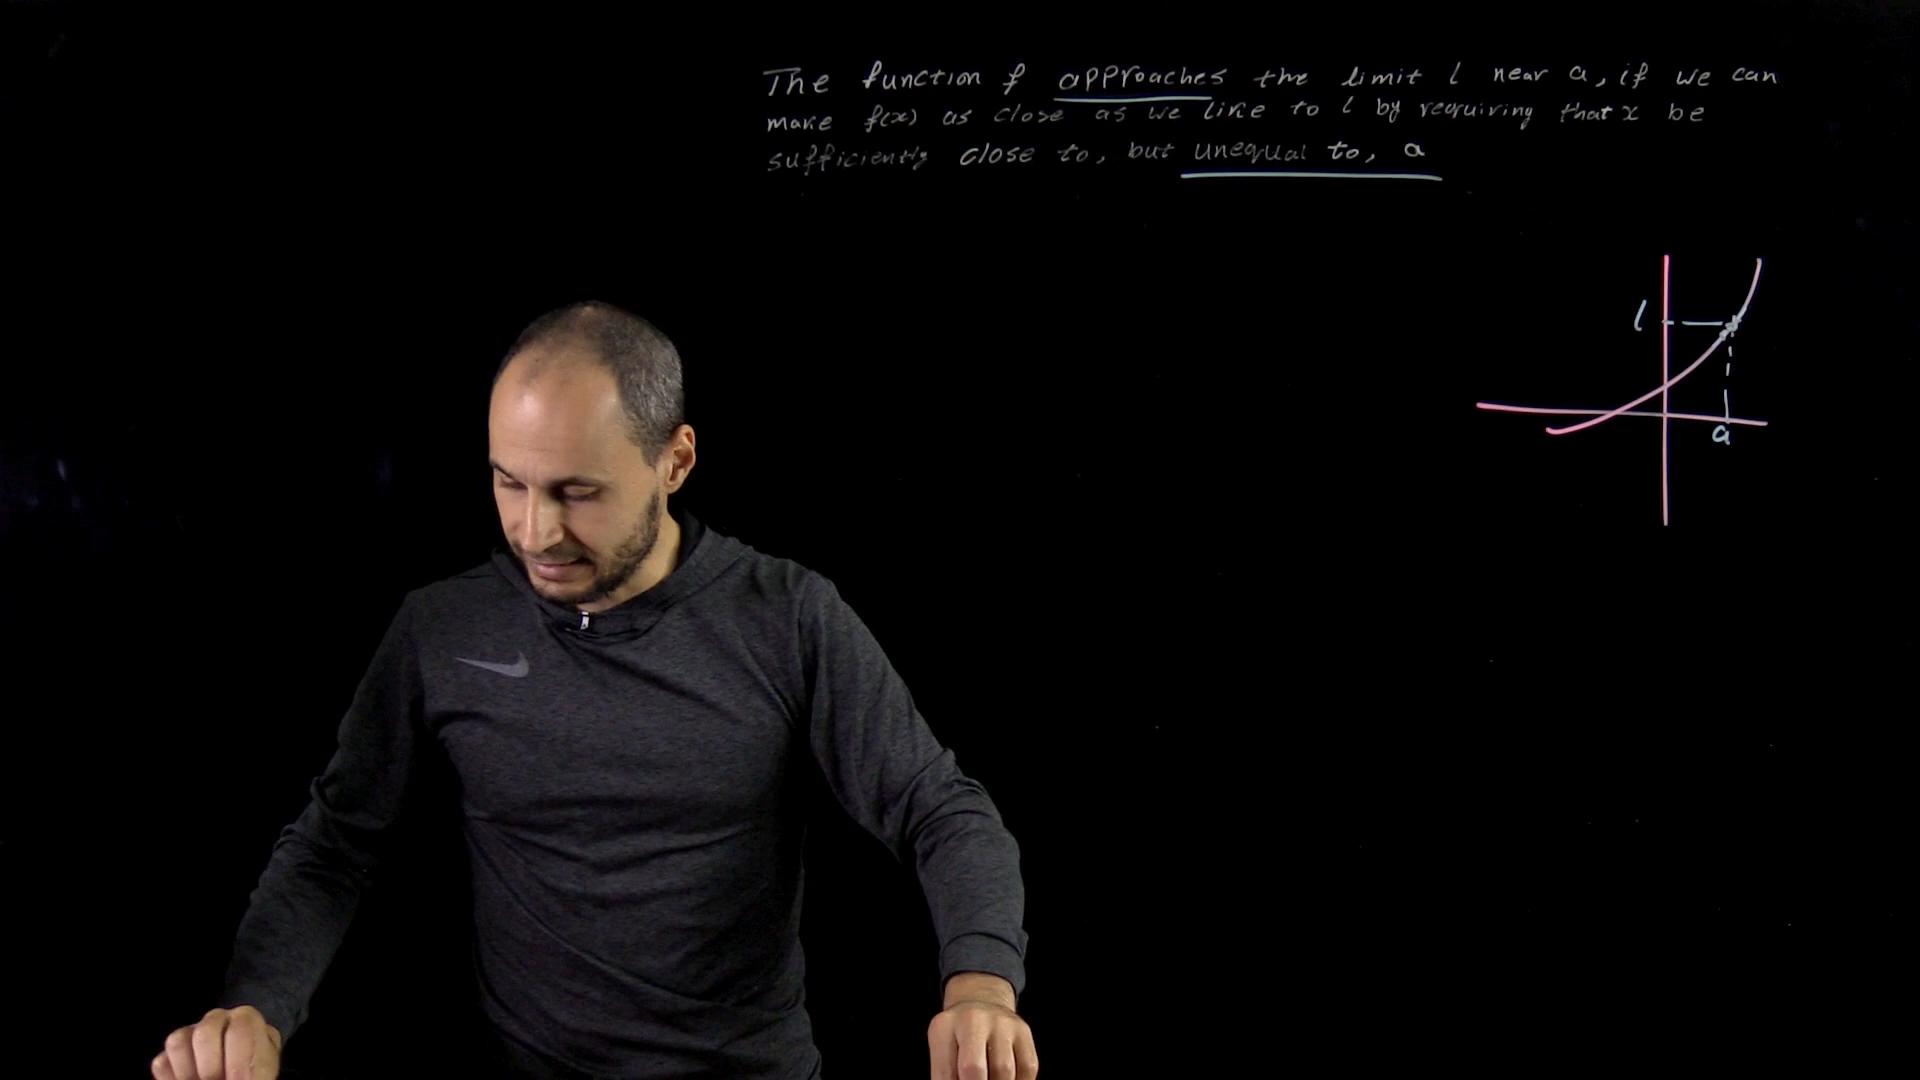 The function f approaches the limit l near a, if we can
make f(x) as close as we like to l by requiring that x be
sufficiently close to, but unequal to, a
l
a